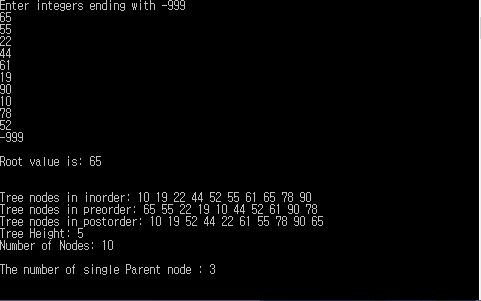 Enter integers ending with -999
65
55
22
44
61
19
90
10
78
52
-999
Root value is: 65
Tree nodes in inorder: 10 19 22 44 52 55 61 65 78 90
Tree nodes in preorder: 65 55 22 19 10 44 52 61 90 78
Tree nodes in postorder: 10 19 52 44 22 61 55 78 90 65
Tree Height: 5
Number of Nodes: 10
The number of single Parent node : 3